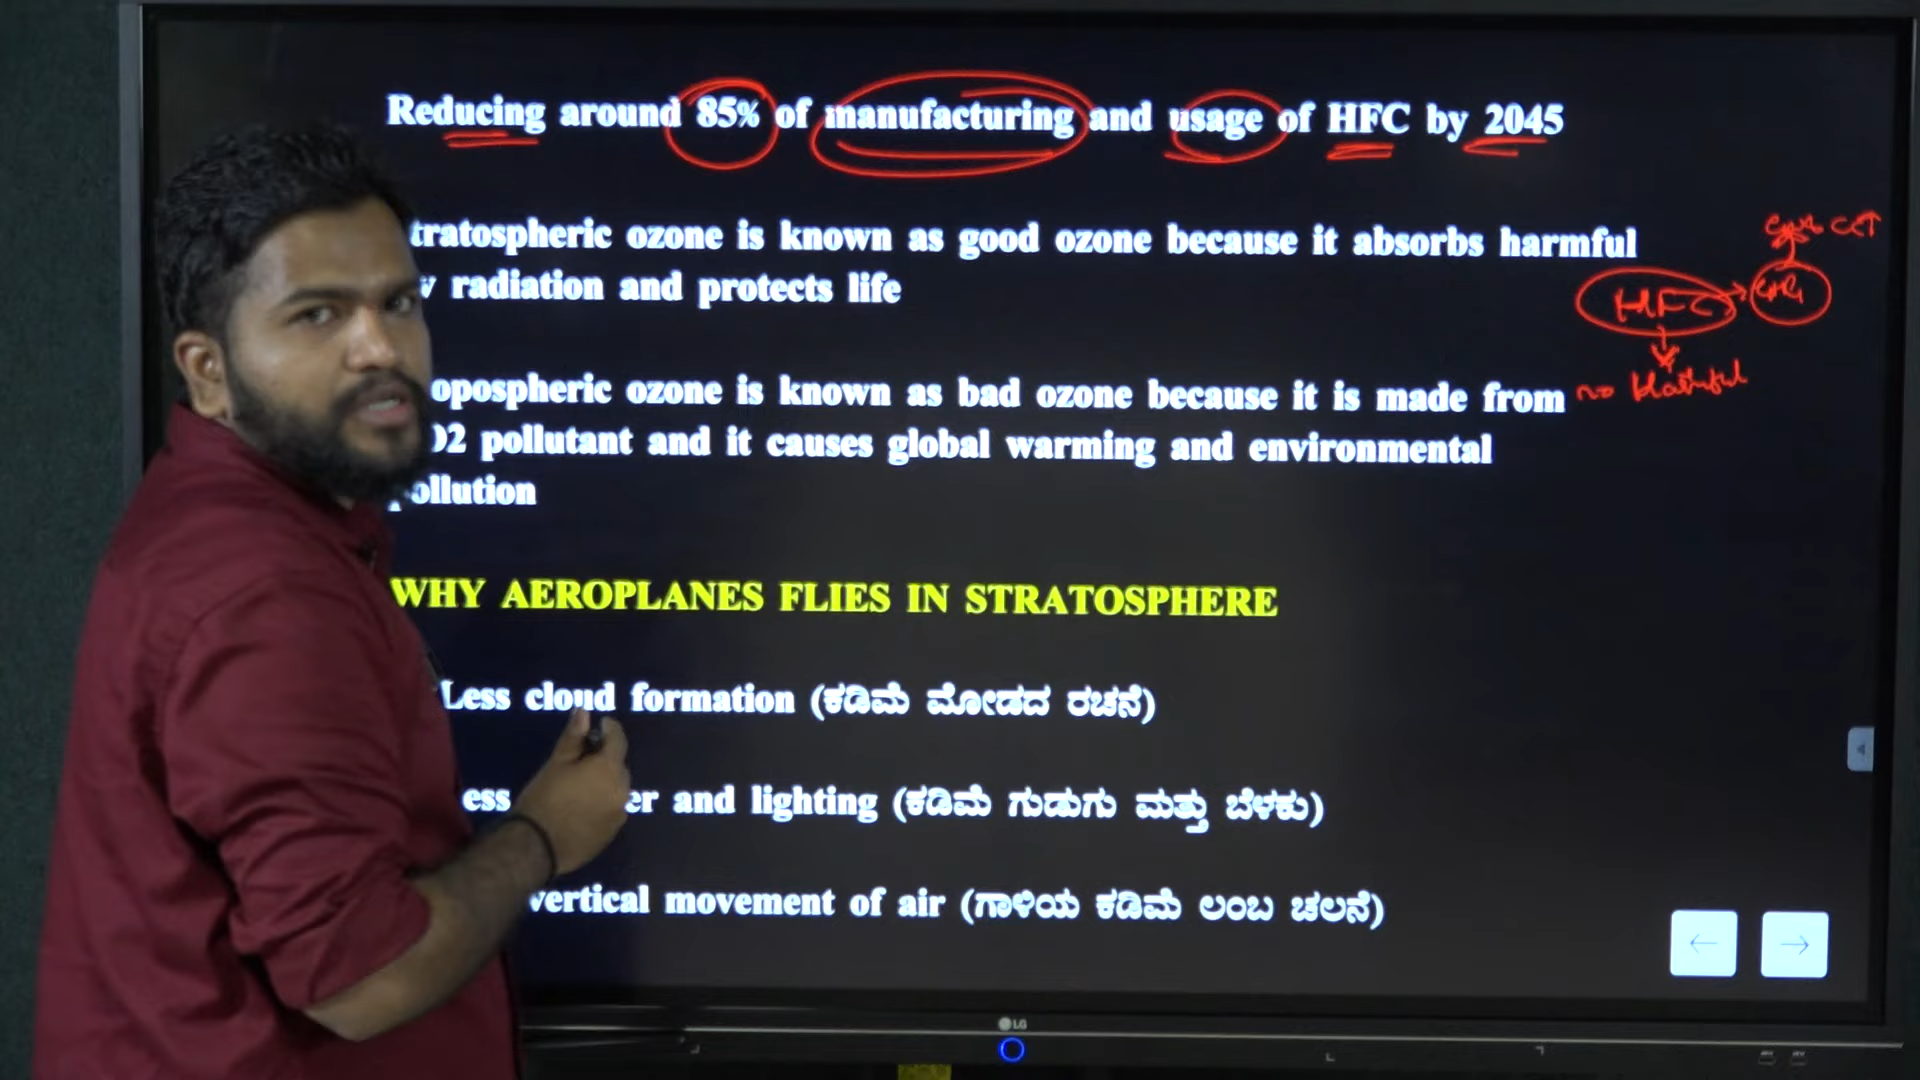 Reducing around 85% of manufacturing and usage of HFC by 2045
tratospheric ozone is known as good ozone because it absorbs harmful
v radiation and protects life
HFC
opospheric ozone is known as bad ozone because it is made from
no
O2 pollutant and it causes global warming and environmental
ollution
WHY AEROPLANES FLIES IN STRATOSPHERE
Less cloud formation (ಕಡಿಮೆ ಮೋಡದ ರಚನೆ)
ess er and lighting (ಕಡಿಮೆ ಗುಡುಗು ಮತ್ತು ಬೆಳಕು)
vertical movement of air (ಗಾಳಿಯ ಕಡಿಮೆ ಲಂಬ ಚಲನೆ)
LG